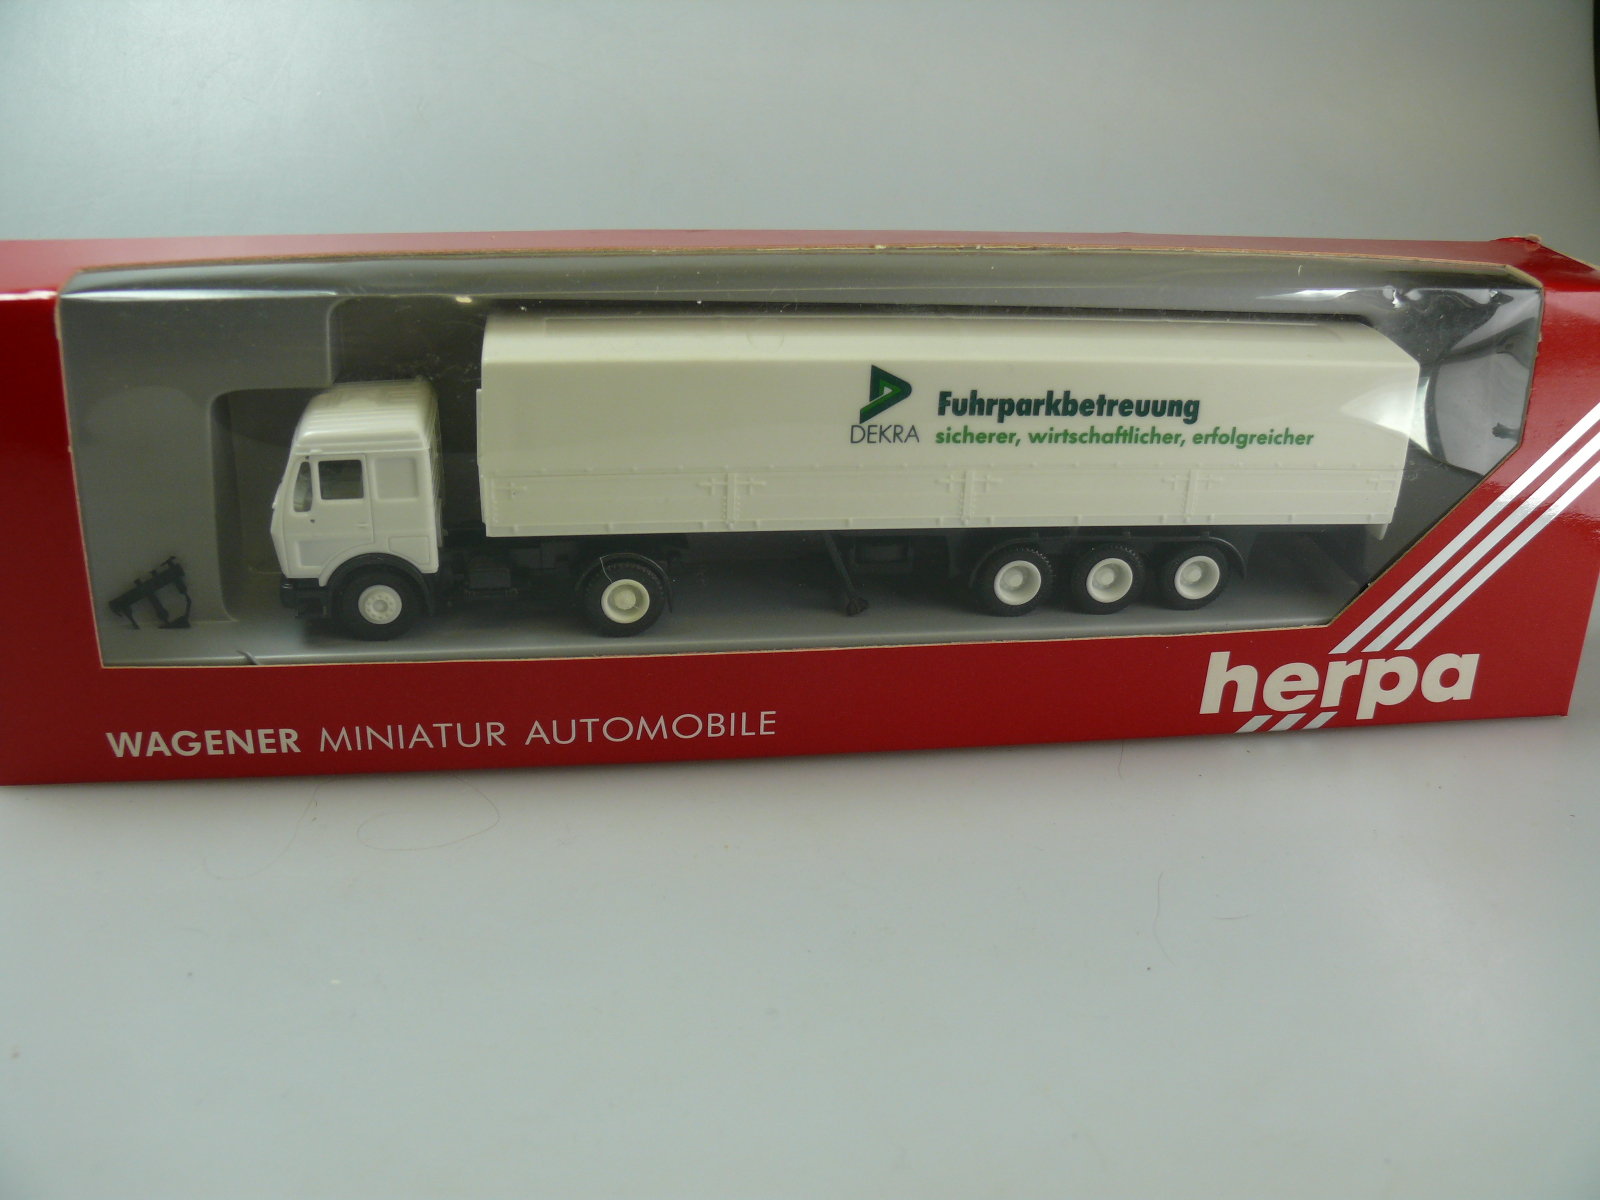 Fuhrparkbetreuung
DEKRA sicherer, wirtschaftlicher, erfolgreicher
herpa
WAGENER MINIATUR AUTOMOBILE